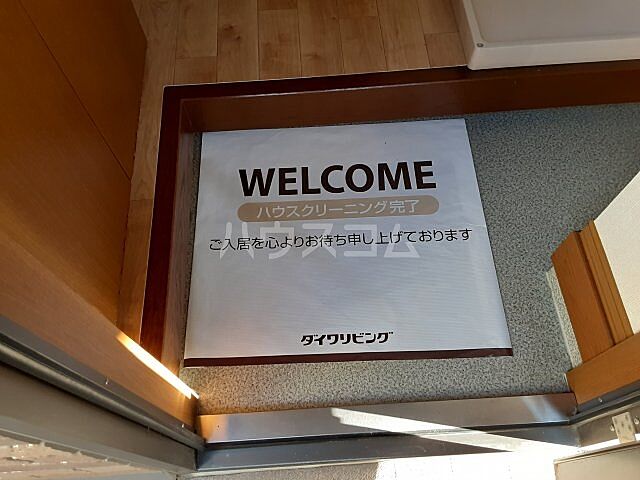 WELCOME
ハウスクリーニング完了
ご入居を心よりお待ち申し上げております
ハウスコム
ダイワリビング